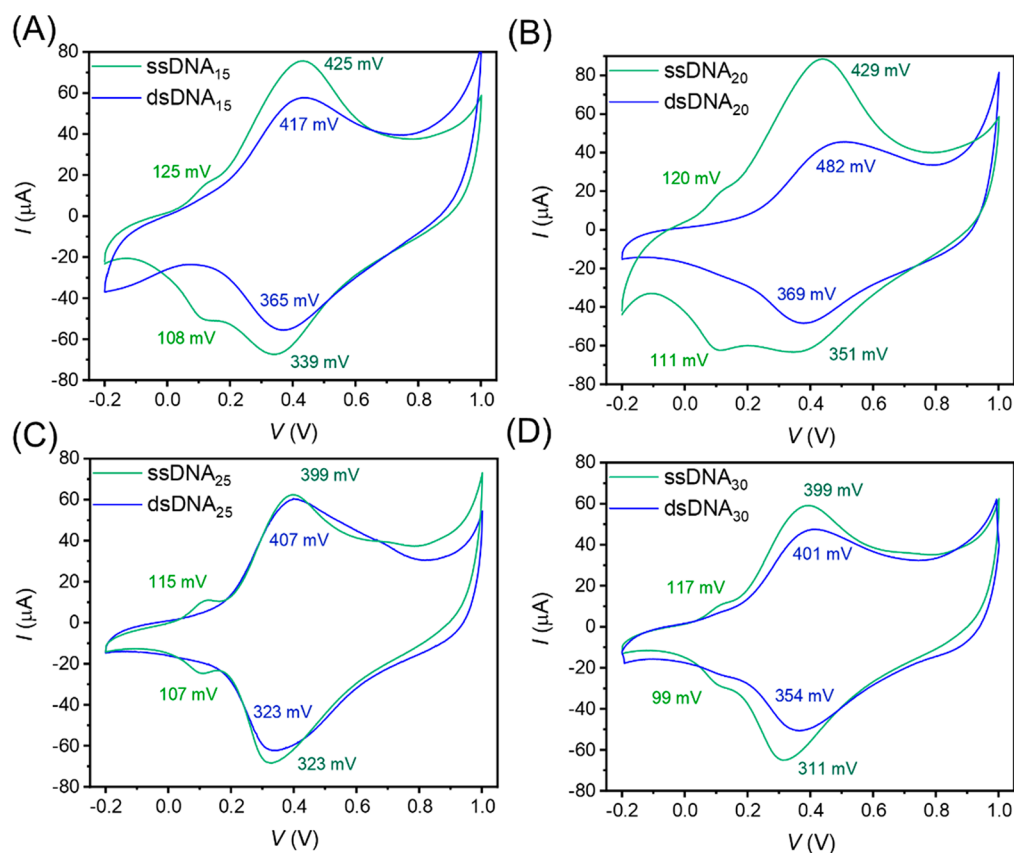 (A)
80
60
40
20
0
-20
-40
-60
-80
I (μA)
ssDNA15
dsDNA15
425 mV
417 mV
125 mV
365 mV
108 mV
339 mV
-0.2 0.0 0.2 0.4 0.6 0.8 1.0
V (V)
(B)
80
60
40
20
0
-20
-40
-60
-80
I (μA)
ssDNA20
dsDNA20
429 mV
120 mV
482 mV
369 mV
111 mV
351 mV
-0.2 0.0 0.2 0.4 0.6 0.8 1.0
V (V)
(C)
80
60
40
20
0
-20
-40
-60
-80
I (μA)
ssDNA25
dsDNA25
399 mV
407 mV
115 mV
107 mV
323 mV
323 mV
-0.2 0.0 0.2 0.4 0.6 0.8 1.0
V (V)
(D)
80
60
40
20
0
-20
-40
-60
-80
I (μA)
ssDNA30
dsDNA30
399 mV
401 mV
117 mV
99 mV
354 mV
311 mV
-0.2 0.0 0.2 0.4 0.6 0.8 1.0
V (V)